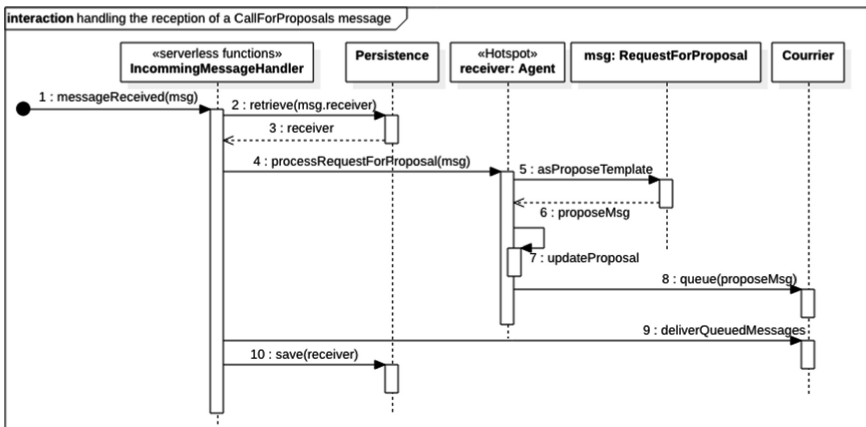 interaction handling the reception of a CallForProposals message
«serverless functions»
IncommingMessageHandler
Persistence
«Hotspot»
receiver: Agent
msg: RequestForProposal
Courrier
1 : messageReceived(msg)
2 : retrieve(msg.receiver)
3 : receiver
4 : processRequestForProposal(msg)
5 : asProposeTemplate
6 : proposeMsg
7 : updateProposal
8 : queue(proposeMsg)
9 : deliverQueuedMessages
10 : save(receiver)